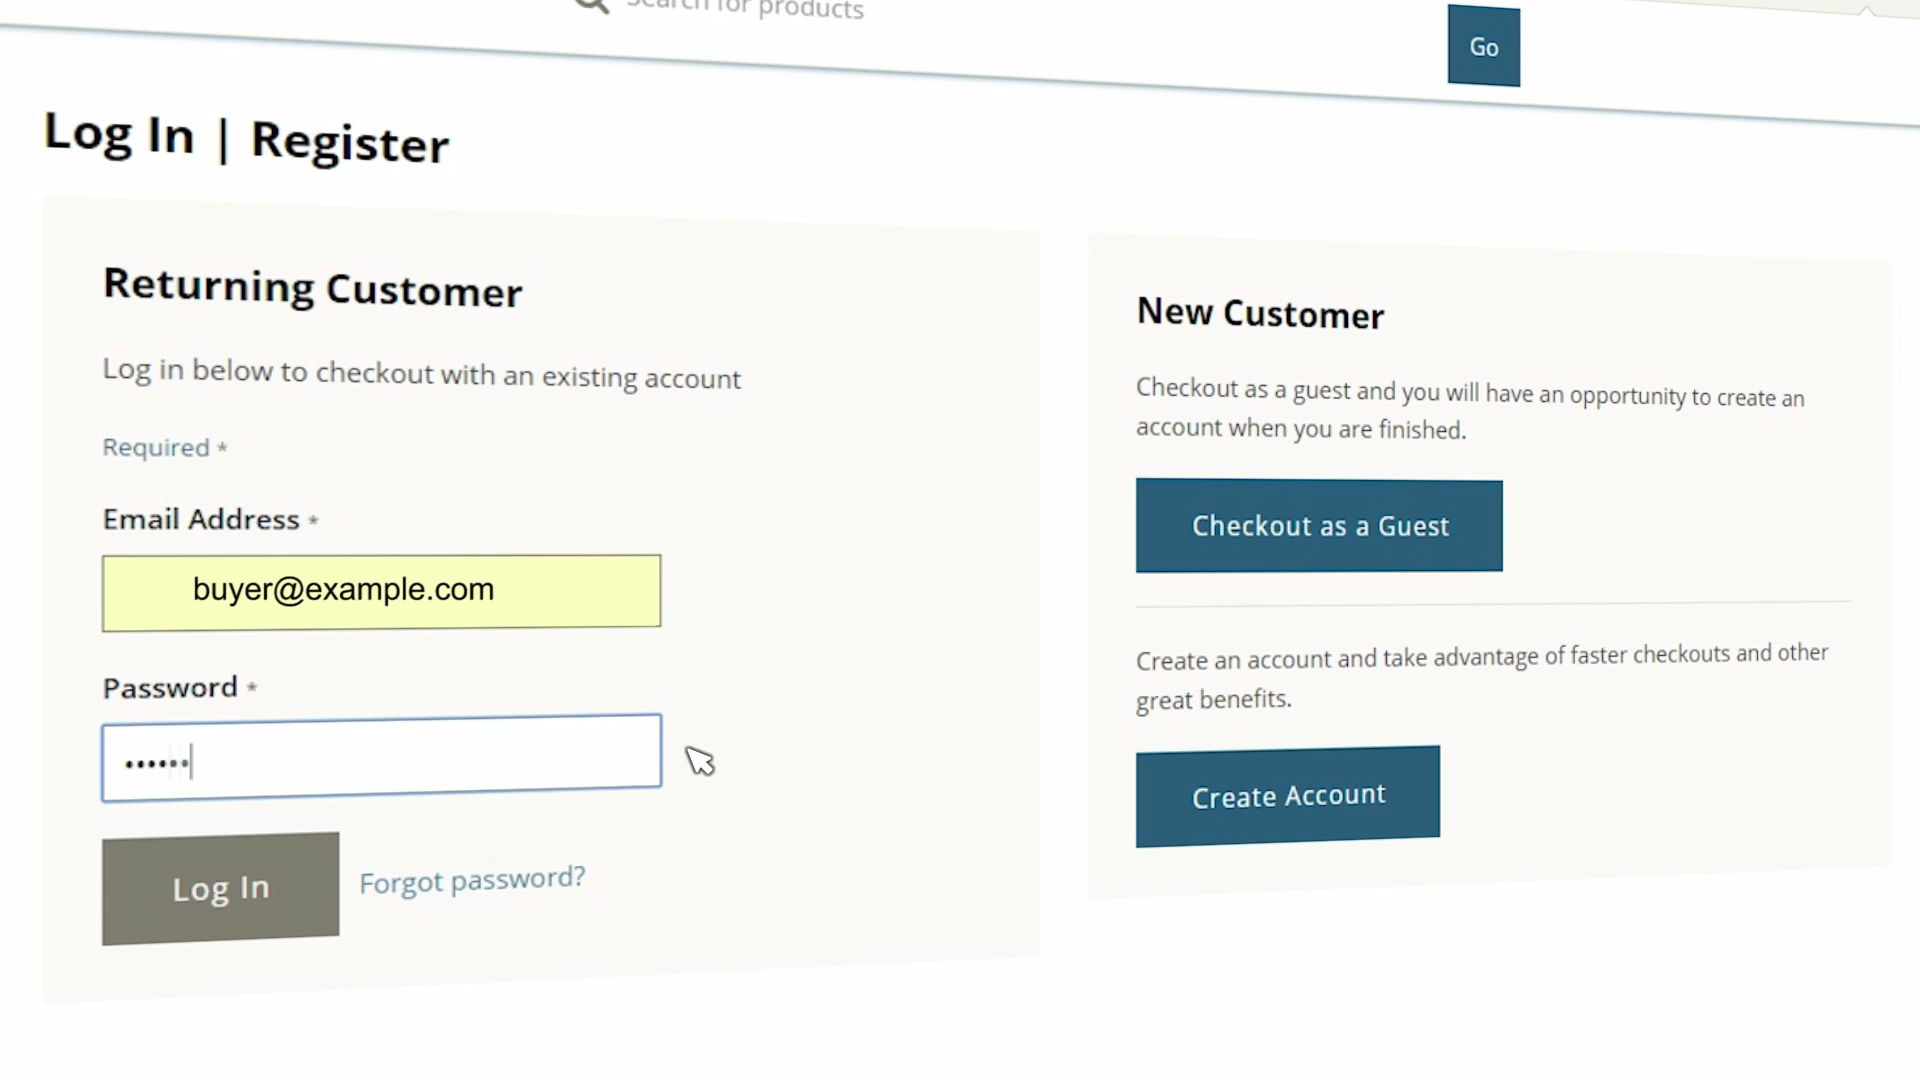 Search for products
Go
Log In | Register
Returning Customer
Log in below to checkout with an existing account
Required *
Email Address *
buyer@example.com
Password *
••••••
Log In
Forgot password?
New Customer
Checkout as a guest and you will have an opportunity to create an
account when you are finished.
Checkout as a Guest
Create an account and take advantage of faster checkouts and other
great benefits.
Create Account